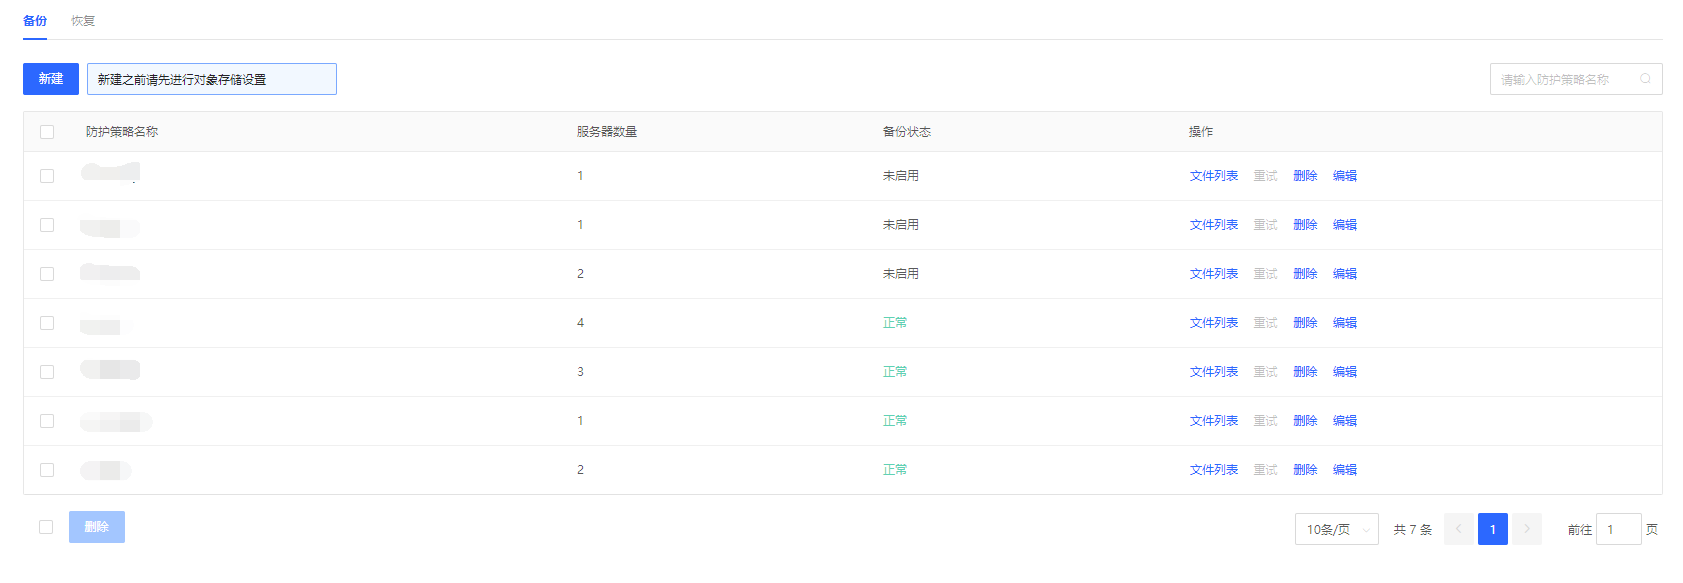 备份 恢复
新建 新建之前请先进行对象存储设置 请输入防护策略名称
防护策略名称 服务器数量 备份状态 操作
1 未启用 文件列表 重试 删除 编辑
1 未启用 文件列表 重试 删除 编辑
2 未启用 文件列表 重试 删除 编辑
4 正常 文件列表 重试 删除 编辑
3 正常 文件列表 重试 删除 编辑
1 正常 文件列表 重试 删除 编辑
2 正常 文件列表 重试 删除 编辑
删除 10条/页 共 7 条 1 前往 1 页